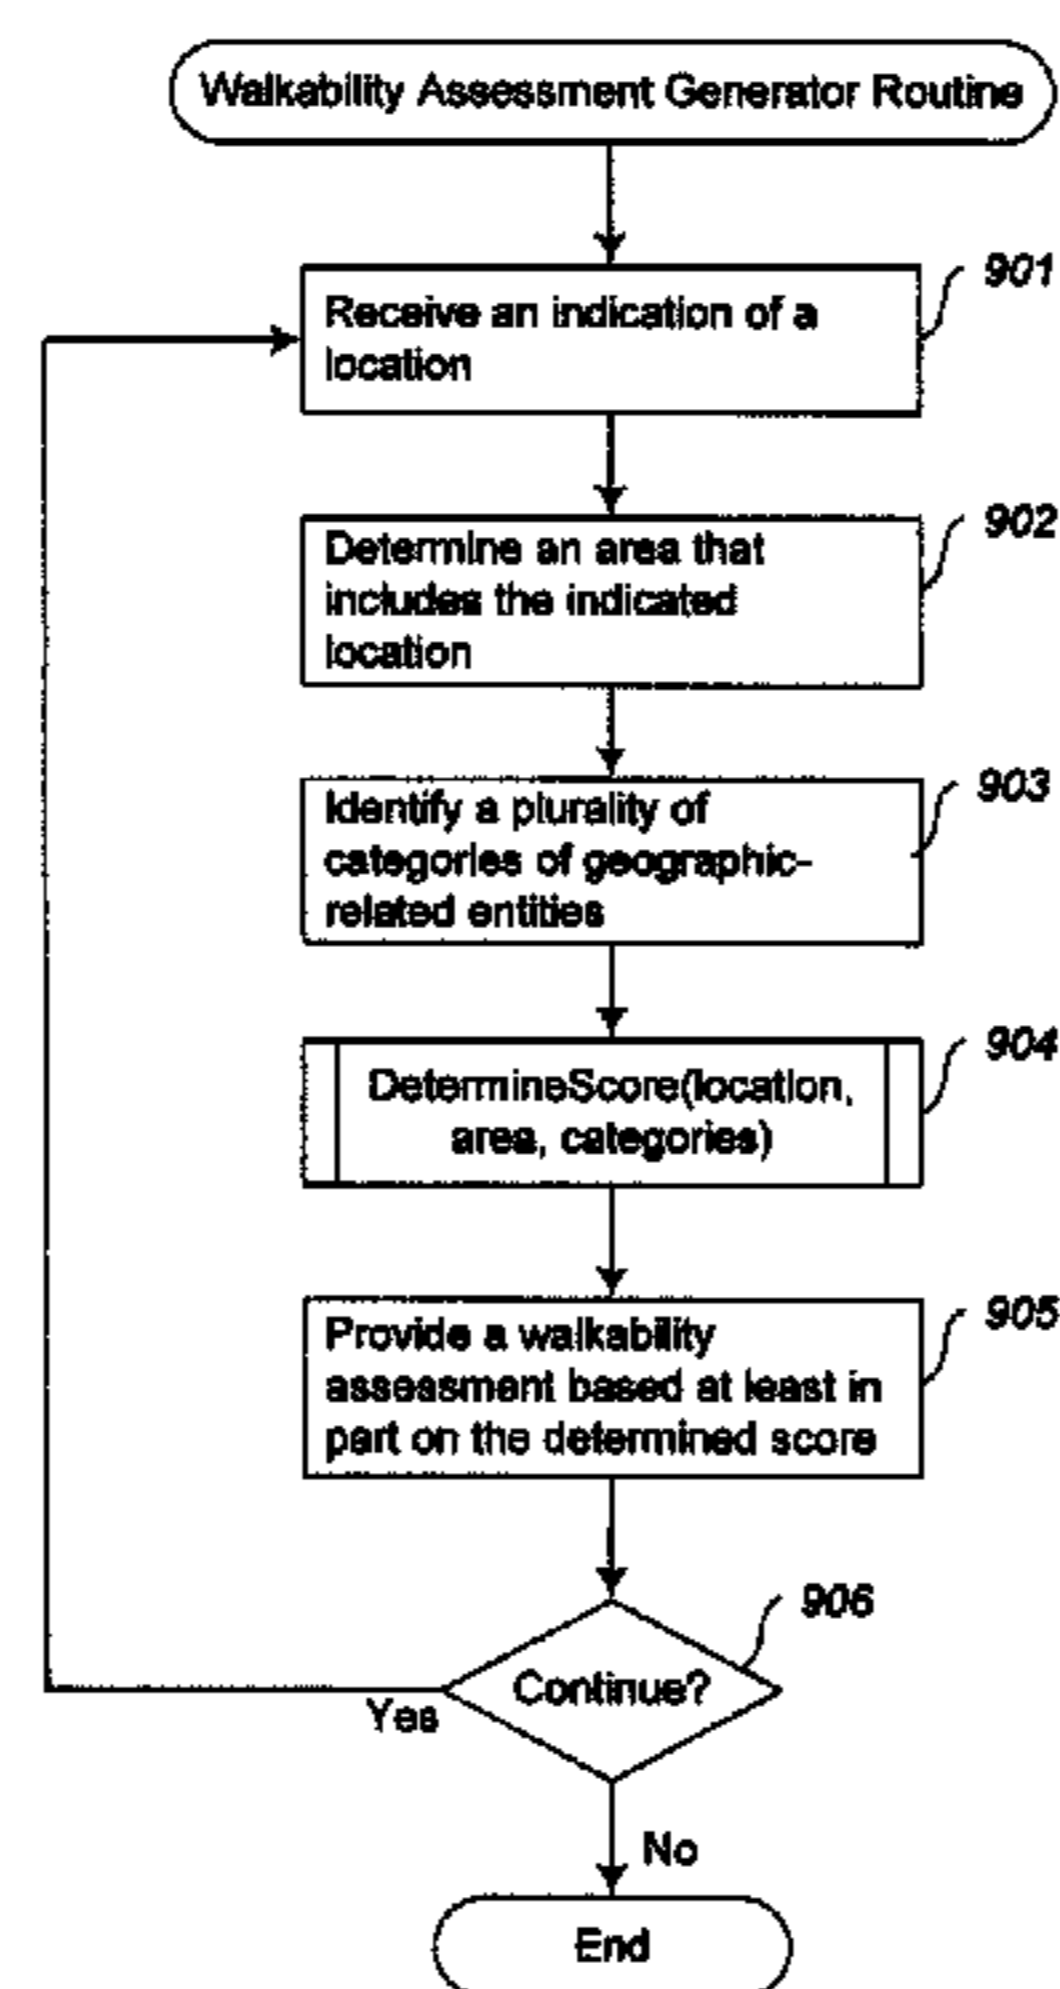 Walkability Assessment Generator Routine
901
Receive an indication of a
location
902
Determine an area that
includes the indicated
location
903
Identify a plurality of
categories of geographic-
related entities
904
DetermineScore(location,
area, categories)
905
Provide a walkability
assessment based at least in
part on the determined score
906
Continue?
Yes
No
End